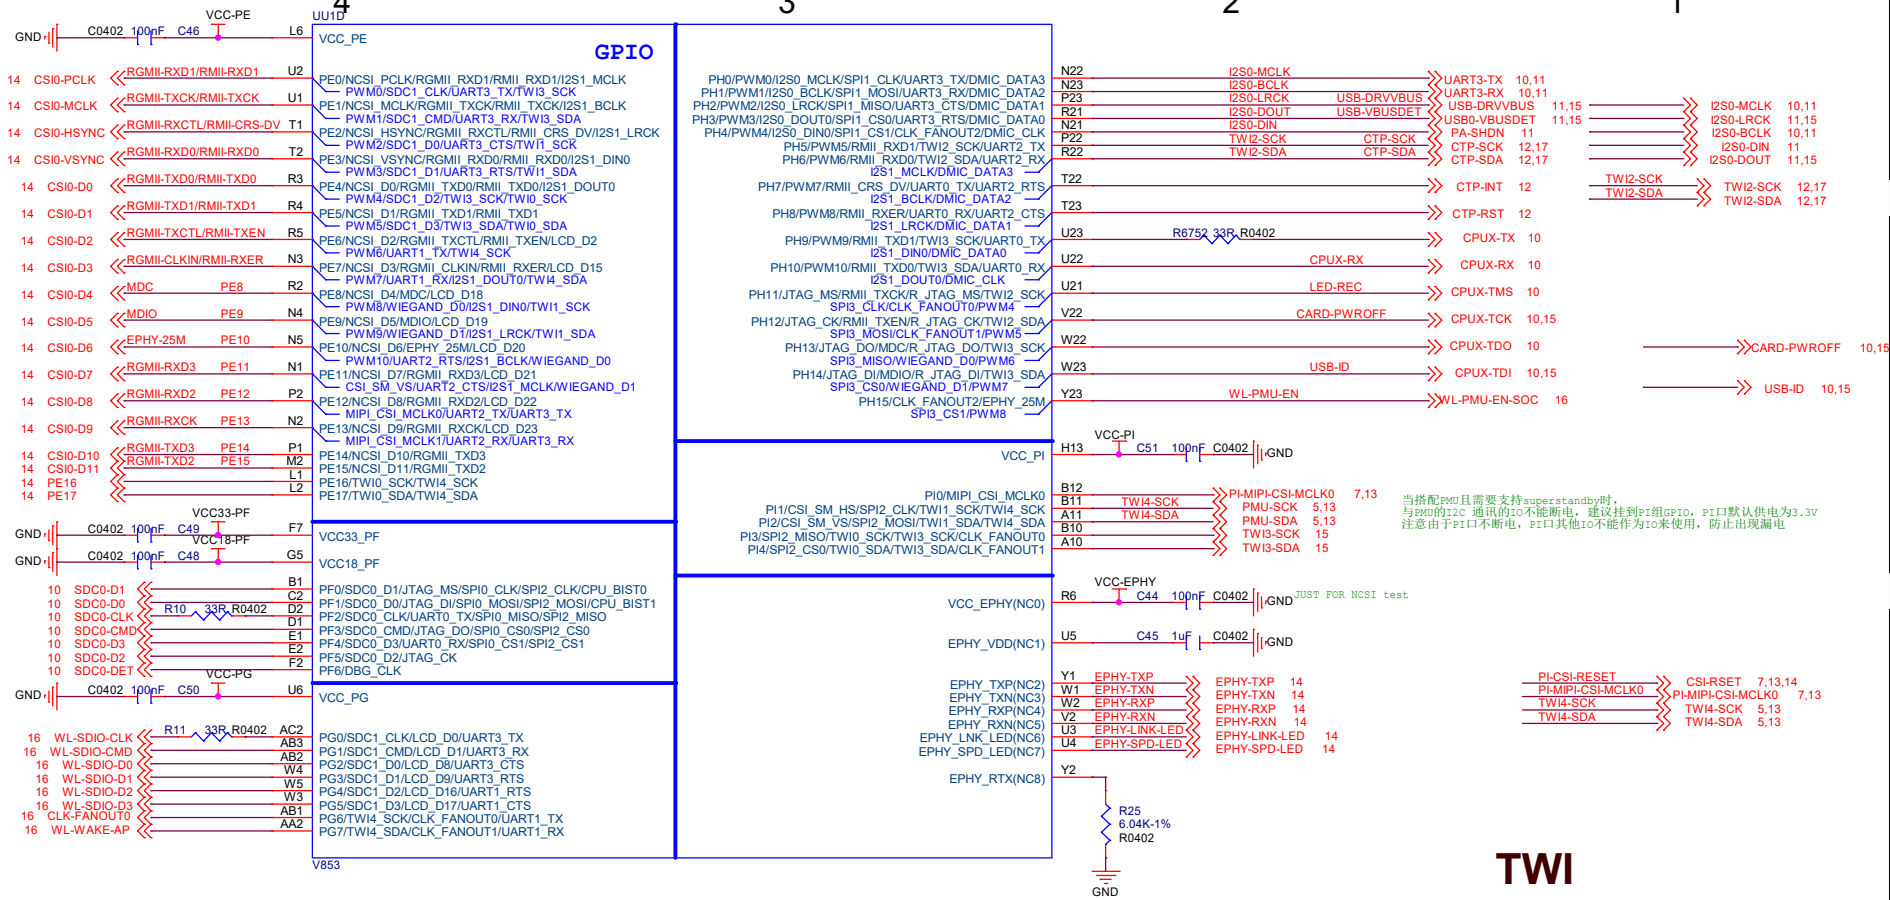 4 3 2 1
VCC-PE
UU1D
GND C0402 100nF C46 L6 VCC_PE
GPIO
14 CSI0-PCLK RGMII-RXD1/RMII-RXD1 U2 PE0/NCSI_PCLK/RGMII_RXD1/RMII_RXD1/I2S1_MCLK
PWM0/SDC1_CLK/UART3_TX/TWI3_SCK
14 CSI0-MCLK RGMII-TXCK/RMII-TXCK U1 PE1/NCSI_MCLK/RGMII_TXCK/RMII_TXCK/I2S1_BCLK
PWM1/SDC1_CMD/UART3_RX/TWI3_SDA
14 CSI0-HSYNC RGMII-RXCTL/RMII-CRS-DV T1 PE2/NCSI_HSYNC/RGMII_RXCTL/RMII_CRS_DV/I2S1_LRCK
PWM2/SDC1_D0/UART3_CTS/TWI1_SCK
14 CSI0-VSYNC RGMII-RXD0/RMII-RXD0 T2 PE3/NCSI_VSYNC/RGMII_RXD0/RMII_RXD0/I2S1_DIN0
PWM3/SDC1_D1/UART3_RTS/TWI1_SDA
14 CSI0-D0 RGMII-TXD0/RMII-TXD0 R3 PE4/NCSI_D0/RGMII_TXD0/RMII_TXD0/I2S1_DOUT0
PWM4/SDC1_D2/TWI3_SCK/TWI0_SCK
14 CSI0-D1 RGMII-TXD1/RMII-TXD1 R4 PE5/NCSI_D1/RGMII_TXD1/RMII_TXD1
PWM5/SDC1_D3/TWI3_SDA/TWI0_SDA
14 CSI0-D2 RGMII-TXCTL/RMII-TXEN R5 PE6/NCSI_D2/RGMII_TXCTL/RMII_TXEN/LCD_D2
PWM6/UART1_TX/TWI4_SCK
14 CSI0-D3 RGMII-CLKIN/RMII-RXER N3 PE7/NCSI_D3/RGMII_CLKIN/RMII_RXER/LCD_D15
PWM7/UART1_RX/I2S1_DOUT0/TWI4_SDA
14 CSI0-D4 MDC PE8 R2 PE8/NCSI_D4/MDC/LCD_D18
PWM8/WIEGAND_D0/I2S1_DIN0/TWI1_SCK
14 CSI0-D5 MDIO PE9 N4 PE9/NCSI_D5/MDIO/LCD_D19
PWM9/WIEGAND_D1/I2S1_LRCK/TWI1_SDA
14 CSI0-D6 EPHY-25M PE10 N5 PE10/NCSI_D6/EPHY_25M/LCD_D20
PWM10/UART2_RTS/I2S1_BCLK/WIEGAND_D0
14 CSI0-D7 RGMII-RXD3 PE11 N1 PE11/NCSI_D7/RGMII_RXD3/LCD_D21
CSI_SM_VS/UART2_CTS/I2S1_MCLK/WIEGAND_D1
14 CSI0-D8 RGMII-RXD2 PE12 P2 PE12/NCSI_D8/RGMII_RXD2/LCD_D22
MIPI_CSI_MCLK0/UART2_TX/UART3_TX
14 CSI0-D9 RGMII-RXCK PE13 N2 PE13/NCSI_D9/RGMII_RXCK/LCD_D23
MIPI_CSI_MCLK1/UART2_RX/UART3_RX
14 CSI0-D10 RGMII-TXD3 PE14 P1 PE14/NCSI_D10/RGMII_TXD3
14 CSI0-D11 RGMII-TXD2 PE15 M2 PE15/NCSI_D11/RGMII_TXD2
14 PE16 L1 PE16/TWI0_SCK/TWI4_SCK
14 PE17 L2 PE17/TWI0_SDA/TWI4_SDA
VCC33-PF
GND C0402 100nF C49 F7 VCC33_PF
VCC18-PF
GND C0402 100nF C48 G5 VCC18_PF
10 SDC0-D1 B1 PF0/SDC0_D1/JTAG_MS/SPI0_CLK/SPI2_CLK/CPU_BIST0
10 SDC0-D0 C2 PF1/SDC0_D0/JTAG_DI/SPI0_MOSI/SPI2_MOSI/CPU_BIST1
10 SDC0-CLK R10 33R R0402 D2 PF2/SDC0_CLK/UART0_TX/SPI0_MISO/SPI2_MISO
10 SDC0-CMD D1 PF3/SDC0_CMD/JTAG_DO/SPI0_CS0/SPI2_CS0
10 SDC0-D3 E1 PF4/SDC0_D3/UART0_RX/SPI0_CS1/SPI2_CS1
10 SDC0-D2 E2 PF5/SDC0_D2/JTAG_CK
10 SDC0-DET F2 PF6/DBG_CLK
VCC-PG
GND C0402 100nF C50 U6 VCC_PG
16 WL-SDIO-CLK R11 33R R0402 AC2 PG0/SDC1_CLK/LCD_D0/UART3_TX
16 WL-SDIO-CMD AB3 PG1/SDC1_CMD/LCD_D1/UART3_RX
16 WL-SDIO-D0 AB2 PG2/SDC1_D0/LCD_D8/UART3_CTS
16 WL-SDIO-D1 W4 PG3/SDC1_D1/LCD_D9/UART3_RTS
16 WL-SDIO-D2 W5 PG4/SDC1_D2/LCD_D16/UART1_RTS
16 WL-SDIO-D3 W3 PG5/SDC1_D3/LCD_D17/UART1_CTS
16 CLK-FANOUT0 AB1 PG6/TWI4_SCK/CLK_FANOUT0/UART1_TX
16 WL-WAKE-AP AA2 PG7/TWI4_SDA/CLK_FANOUT1/UART1_RX
V853
PH0/PWM0/I2S0_MCLK/SPI1_CLK/UART3_TX/DMIC_DATA3 N22 I2S0-MCLK UART3-TX 10,11
PH1/PWM1/I2S0_BCLK/SPI1_MOSI/UART3_RX/DMIC_DATA2 N23 I2S0-BCLK UART3-RX 10,11
PH2/PWM2/I2S0_LRCK/SPI1_MISO/UART3_CTS/DMIC_DATA1 P23 I2S0-LRCK USB-DRVVBUS USB-DRVVBUS 11,15
PH3/PWM3/I2S0_DOUT0/SPI1_CS0/UART3_RTS/DMIC_DATA0 R21 I2S0-DOUT USB-VBUSDET USB0-VBUSDET 11,15
PH4/PWM4/I2S0_DIN0/SPI1_CS1/CLK_FANOUT2/DMIC_CLK N21 I2S0-DIN PA-SHDN 11
PH5/PWM5/RMII_RXD1/TWI2_SCK/UART2_TX P22 TWI2-SCK CTP-SCK CTP-SCK 12,17
PH6/PWM6/RMII_RXD0/TWI2_SDA/UART2_RX R22 TWI2-SDA CTP-SDA CTP-SDA 12,17
I2S1_MCLK/DMIC_DATA3
PH7/PWM7/RMII_CRS_DV/UART0_TX/UART2_RTS T22 CTP-INT 12
I2S1_BCLK/DMIC_DATA2
PH8/PWM8/RMII_RXER/UART0_RX/UART2_CTS T23 CTP-RST 12
I2S1_LRCK/DMIC_DATA1
PH9/PWM9/RMII_TXD1/TWI3_SCK/UART0_TX U23 R6752 33R R0402 CPUX-TX 10
I2S1_DIN0/DMIC_DATA0
PH10/PWM10/RMII_TXD0/TWI3_SDA/UART0_RX U22 CPUX-RX CPUX-RX 10
I2S1_DOUT0/DMIC_CLK
PH11/JTAG_MS/RMII_TXCK/R_JTAG_MS/TWI2_SCK U21 LED-REC CPUX-TMS 10
SPI3_CLK/CLK_FANOUT0/PWM4
PH12/JTAG_CK/RMII_TXEN/R_JTAG_CK/TWI2_SDA V22 CARD-PWROFF CPUX-TCK 10,15
SPI3_MOSI/CLK_FANOUT1/PWM5
PH13/JTAG_DO/MDC/R_JTAG_DO/TWI3_SCK W22 CPUX-TDO 10
SPI3_MISO/WIEGAND_D0/PWM6
PH14/JTAG_DI/MDIO/R_JTAG_DI/TWI3_SDA W23 USB-ID CPUX-TDI 10,15
SPI3_CS0/WIEGAND_D1/PWM7
PH15/CLK_FANOUT2/EPHY_25M Y23 WL-PMU-EN WL-PMU-EN-SOC 16
SPI3_CS1/PWM8
I2S0-MCLK 10,11
I2S0-LRCK 11,15
I2S0-BCLK 10,11
I2S0-DIN 11
I2S0-DOUT 11,15
TWI2-SCK TWI2-SCK 12,17
TWI2-SDA TWI2-SDA 12,17
CARD-PWROFF 10,15
USB-ID 10,15
VCC-PI
VCC_PI H13 C51 100nF C0402 GND
PI0/MIPI_CSI_MCLK0 B12 PI-MIPI-CSI-MCLK0 7,13
PI1/CSI_SM_HS/SPI2_CLK/TWI1_SCK/TWI4_SCK B11 TWI4-SCK PMU-SCK 5,13
PI2/CSI_SM_VS/SPI2_MOSI/TWI1_SDA/TWI4_SDA A11 TWI4-SDA PMU-SDA 5,13
PI3/SPI2_MISO/TWI0_SCK/TWI3_SCK/CLK_FANOUT0 B10 TWI3-SCK 15
PI4/SPI2_CS0/TWI0_SDA/TWI3_SDA/CLK_FANOUT1 A10 TWI3-SDA 15
当搭配PMU且需要支持superstandby时,
与PMU的I2C 通讯的IO不能断电, 建议挂到PI组GPIO, PI口默认供电为3.3V
注意由于PI口不断电, PI口其他IO不能作为IO来使用, 防止出现漏电
VCC-EPHY
VCC_EPHY(NC0) R6 C44 100nF C0402 GND JUST FOR NCSI test
EPHY_VDD(NC1) U5 C45 1uF C0402 GND
EPHY_TXP(NC2) Y1 EPHY-TXP EPHY-TXP 14
EPHY_TXN(NC3) W1 EPHY-TXN EPHY-TXN 14
EPHY_RXP(NC4) W2 EPHY-RXP EPHY-RXP 14
EPHY_RXN(NC5) V2 EPHY-RXN EPHY-RXN 14
EPHY_LNK_LED(NC6) U3 EPHY-LINK-LED EPHY-LINK-LED 14
EPHY_SPD_LED(NC7) U4 EPHY-SPD-LED EPHY-SPD-LED 14
EPHY_RTX(NC8) Y2
R25
6.04K-1%
R0402
GND
PI-CSI-RESET CSI-RSET 7,13,14
PI-MIPI-CSI-MCLK0 PI-MIPI-CSI-MCLK0 7,13
TWI4-SCK TWI4-SCK 5,13
TWI4-SDA TWI4-SDA 5,13
TWI